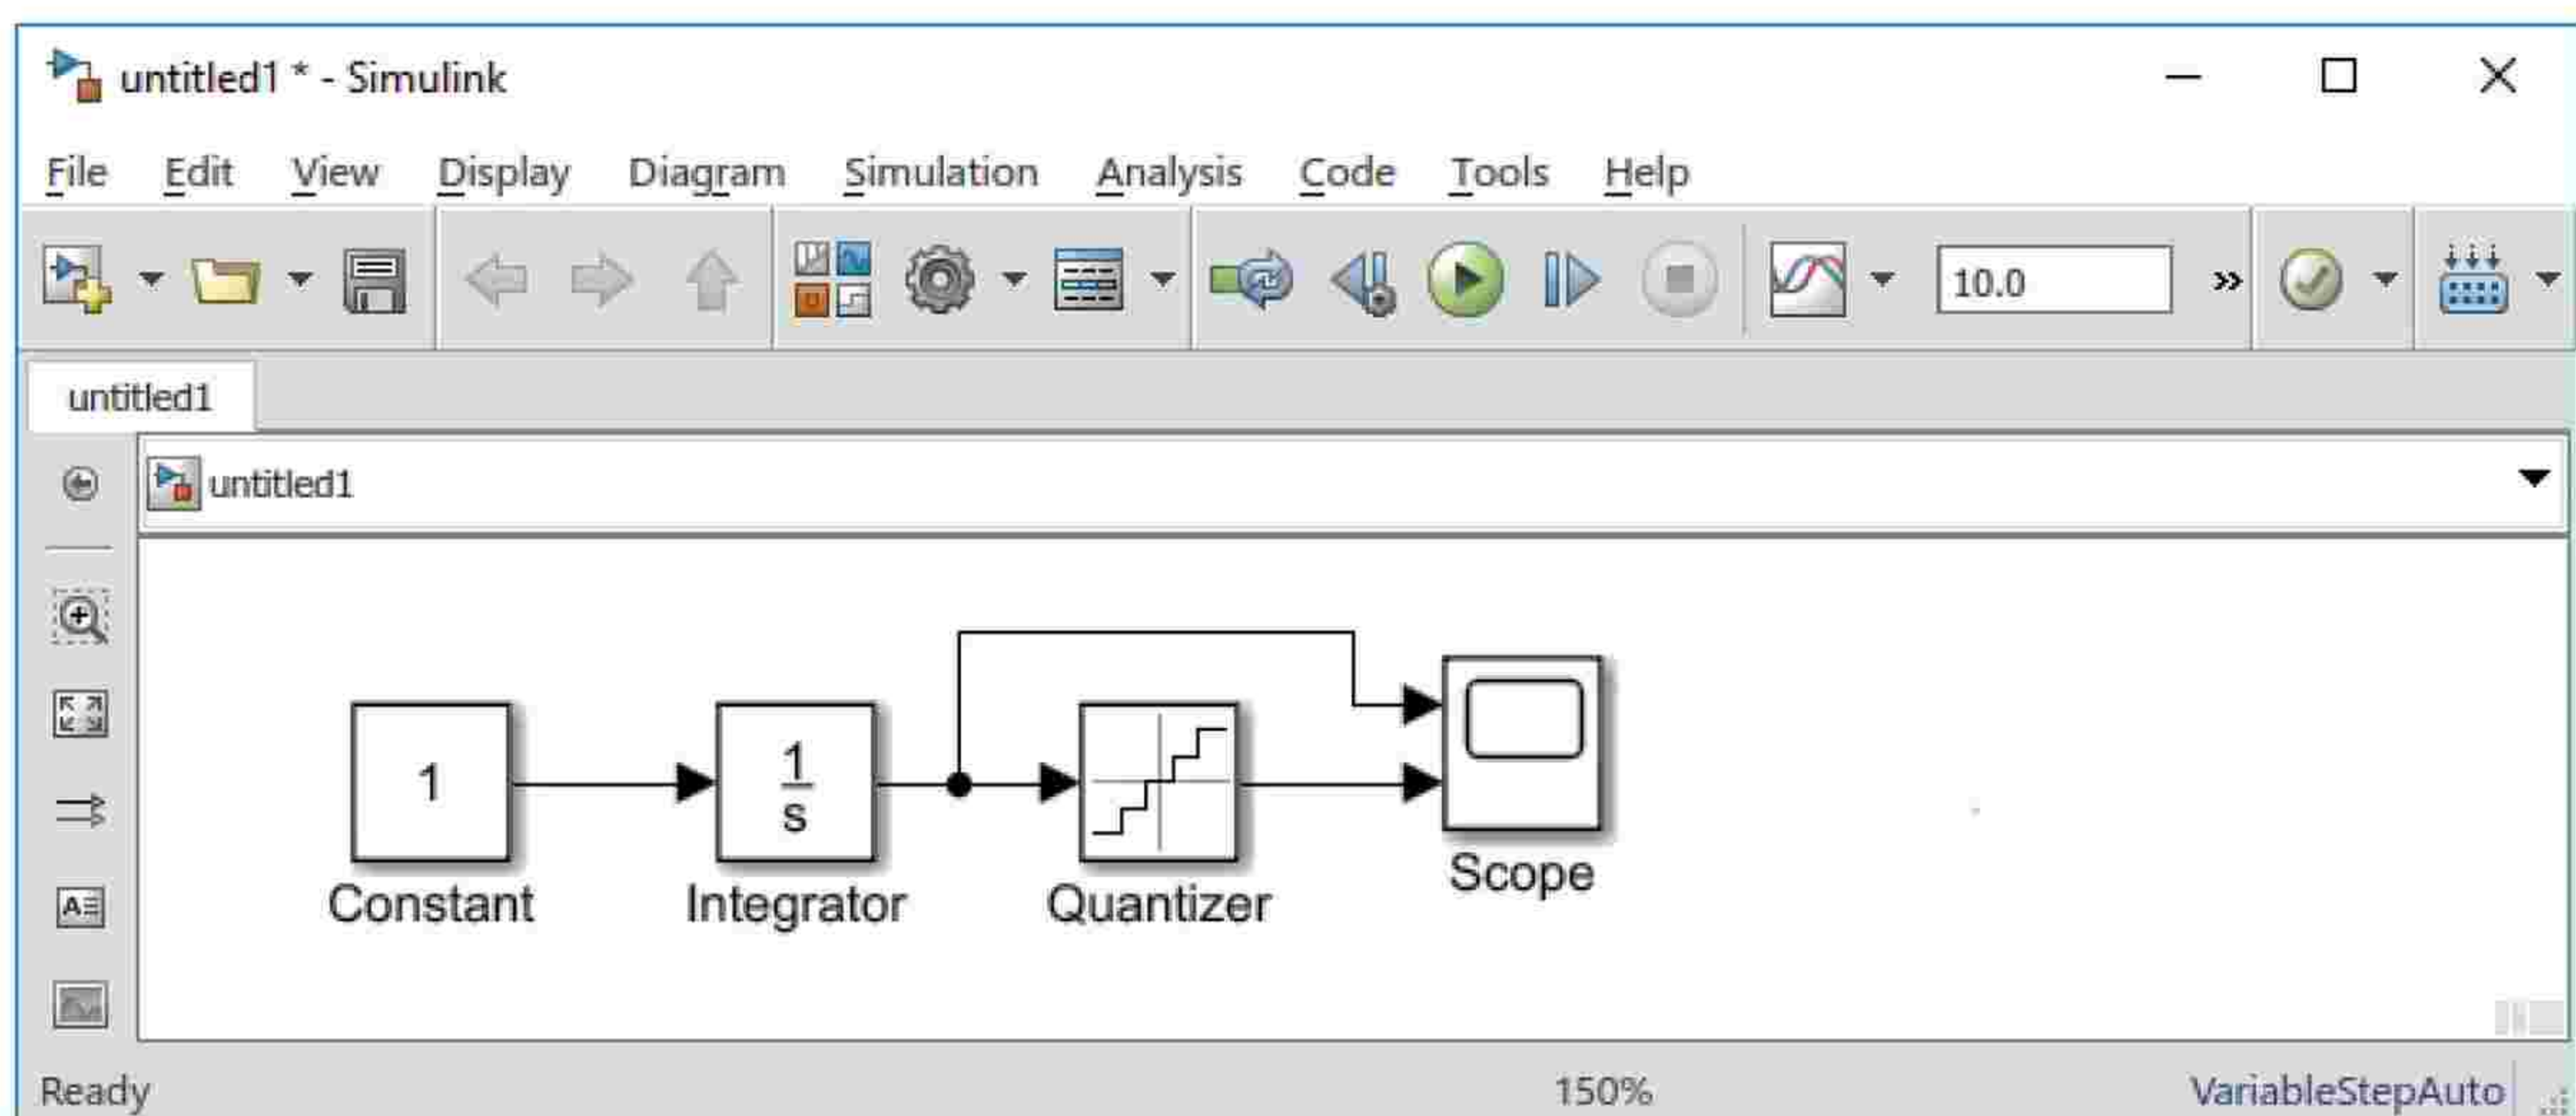 untitled1 * - Simulink
File Edit View Display Diagram Simulation Analysis Code Tools Help
10.0 »
untitled1
untitled1
1
1
s
Constant Integrator Quantizer Scope
A
Ready 150% VariableStepAuto